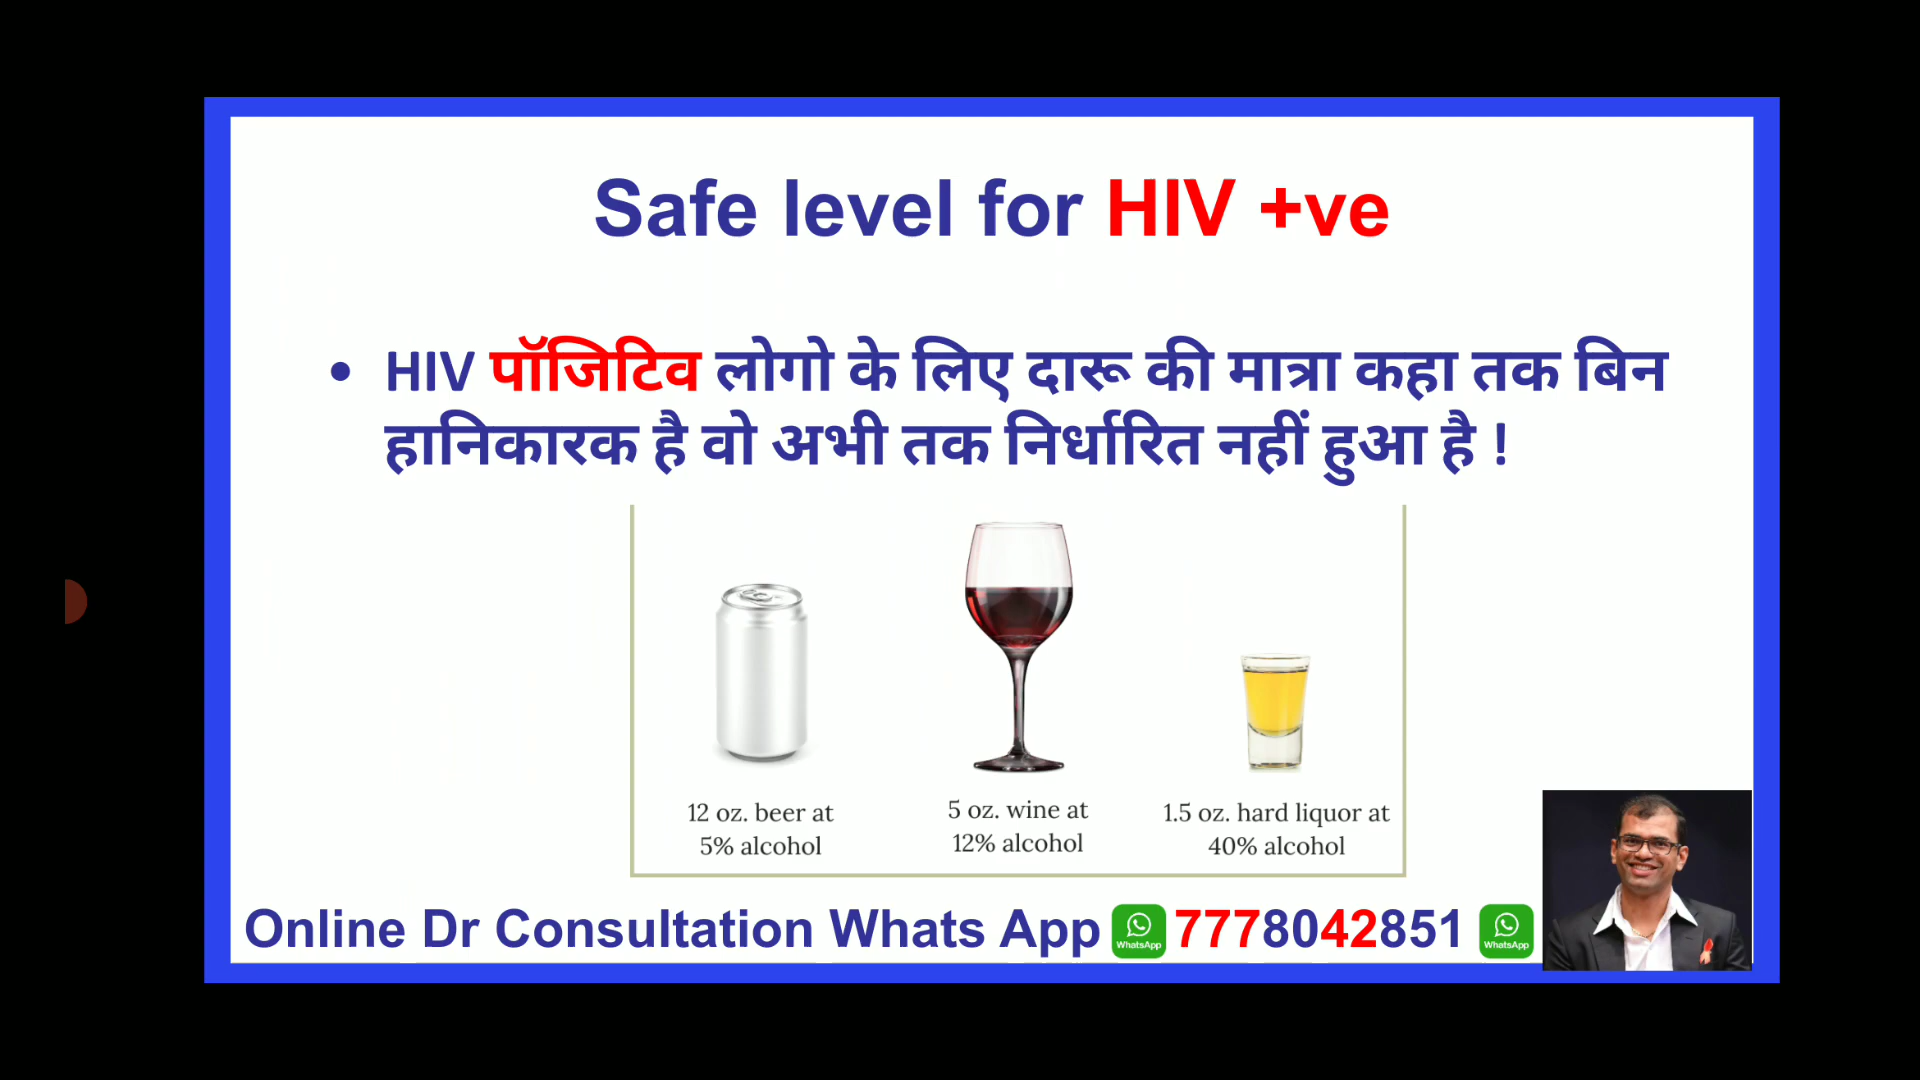 Safe level for HIV +ve
• HIV पॉजिटिव लोगो के लिए दारू की मात्रा कहा तक बिन
हानिकारक है वो अभी तक निर्धारित नहीं हुआ है !
12 oz. beer at
5% alcohol
5 oz. wine at
12% alcohol
1.5 oz. hard liquor at
40% alcohol
Online Dr Consultation Whats App WhatsApp 7778042851 WhatsApp